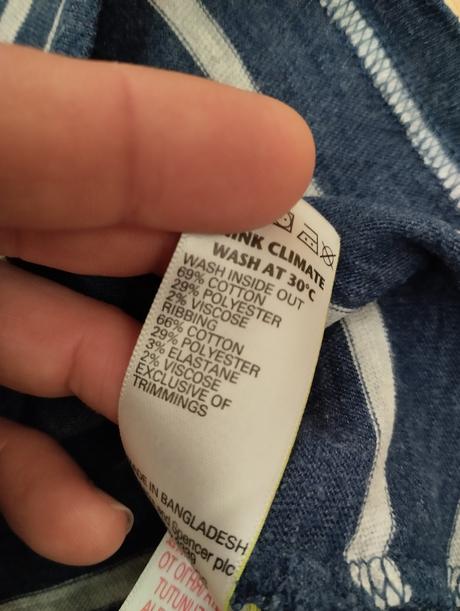 CLIMATE
WASH AT 30°C
WASH INSIDE OUT
69% COTTON
29% POLYESTER
2% VISCOSE
RIBBING
66% COTTON
29% POLYESTER
3% ELASTANE
2% VISCOSE
EXCLUSIVE OF
TRIMMINGS
IN BANGLADESH
Spencer plc